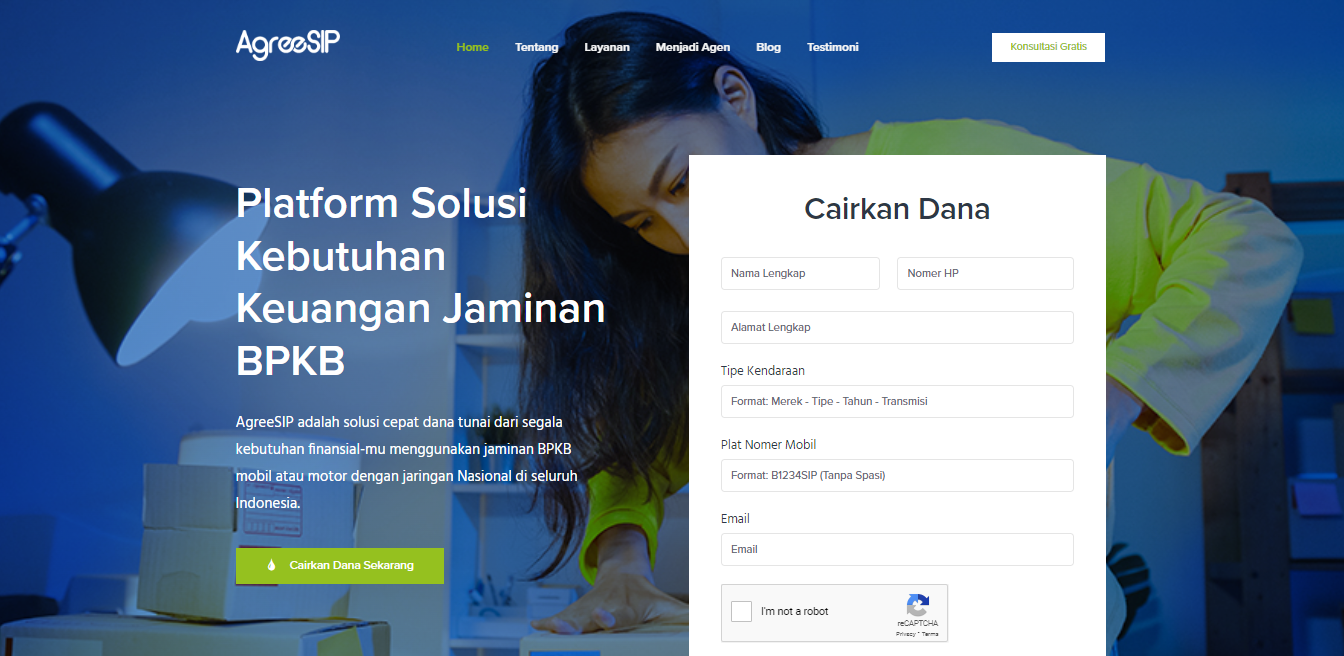 AgreeSIP
Home Tentang Layanan Menjadi Agen Blog Testimoni
Konsultasi Gratis
Platform Solusi
Kebutuhan
Keuangan Jaminan
BPKB
AgreeSIP adalah solusi cepat dana tunai dari segala
kebutuhan finansial-mu menggunakan jaminan BPKB
mobil atau motor dengan jaringan Nasional di seluruh
Indonesia.
Cairkan Dana Sekarang
Cairkan Dana
Nama Lengkap Nomer HP
Alamat Lengkap
Tipe Kendaraan
Format: Merek - Tipe - Tahun - Transmisi
Plat Nomer Mobil
Format: B1234SIP (Tanpa Spasi)
Email
Email
I'm not a robot
reCAPTCHA
Privacy - Terms